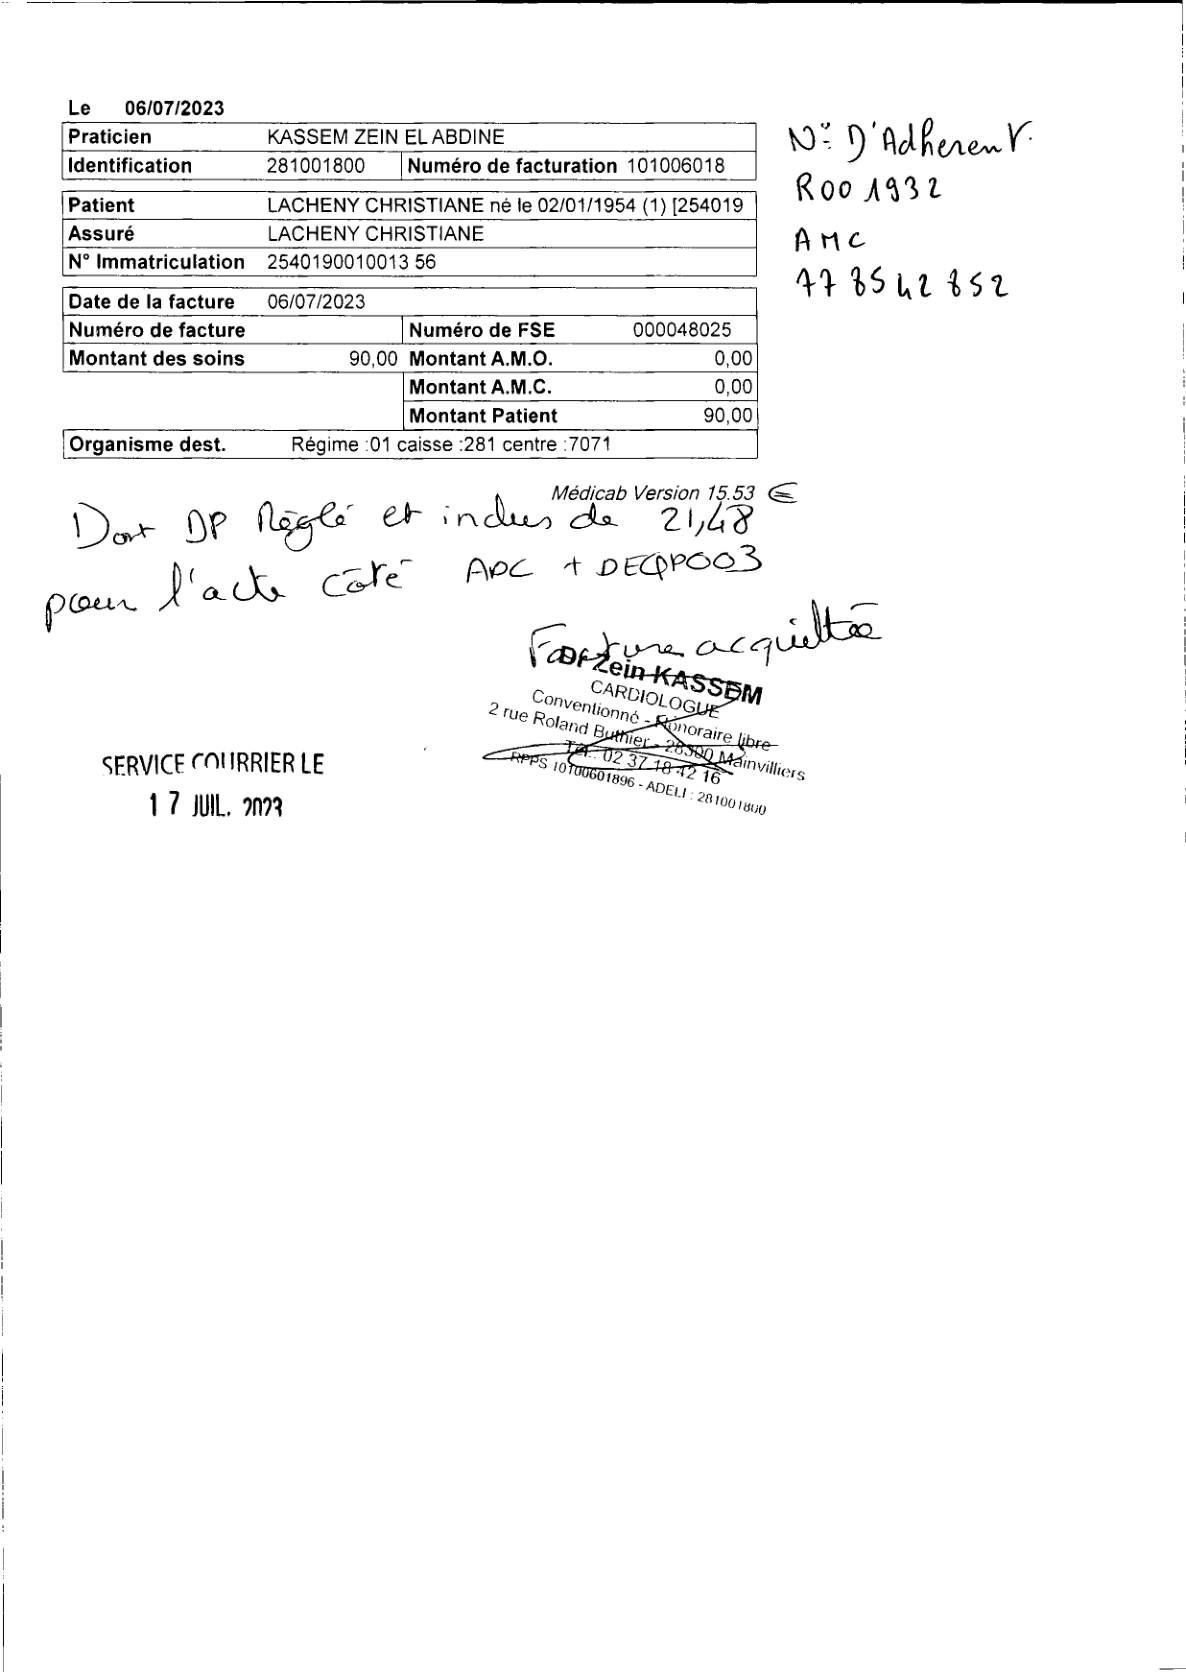 Le 06/07/2023
Praticien KASSEM ZEIN EL ABDINE
Identification 281001800 Numéro de facturation 101006018
Patient LACHENY CHRISTIANE né le 02/01/1954 (1) [254019
Assuré LACHENY CHRISTIANE
N° Immatriculation 2540190010013 56
Date de la facture 06/07/2023
Numéro de facture Numéro de FSE 000048025
Montant des soins 90,00 Montant A.M.O. 0,00
Montant A.M.C. 0,00
Montant Patient 90,00
Organisme dest. Régime :01 caisse :281 centre :7071
N° D'Adherent
R00 1932
AMC
77 85 42 852
Médicab Version 15.53
Dont DP Réglé et inclus de 21,48 €
pour l'acte côté APC + DEQP003
Facture acquittée
Dr Zein KASSEM
CARDIOLOGUE
Conventionné - Honoraire libre
2 rue Roland Buthier - 28300 Mainvilliers
Tél.: 02 37 18 42 16
RPPS 10100601896 - ADELI : 281001800
SERVICE COURRIER LE
17 JUIL. 2023